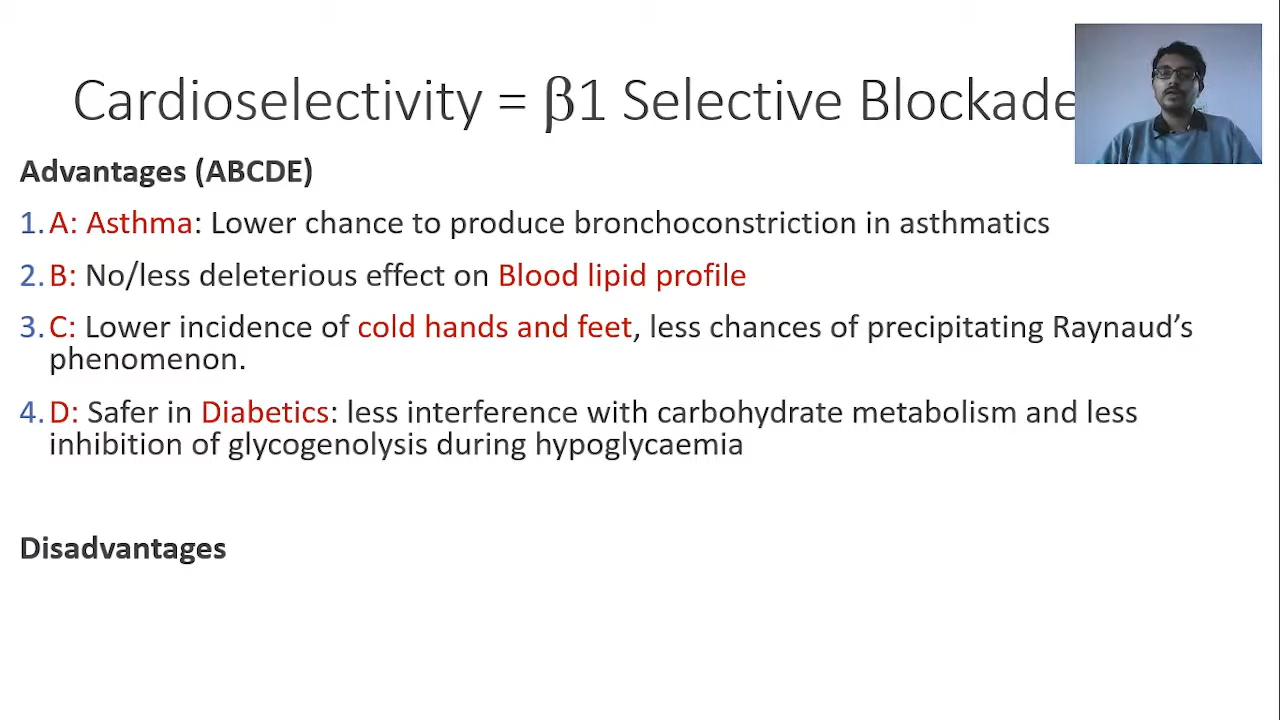 Cardioselectivity = β1 Selective Blockade
Advantages (ABCDE)
1. A: Asthma: Lower chance to produce bronchoconstriction in asthmatics
2. B: No/less deleterious effect on Blood lipid profile
3. C: Lower incidence of cold hands and feet, less chances of precipitating Raynaud’s
phenomenon.
4. D: Safer in Diabetics: less interference with carbohydrate metabolism and less
inhibition of glycogenolysis during hypoglycaemia
Disadvantages